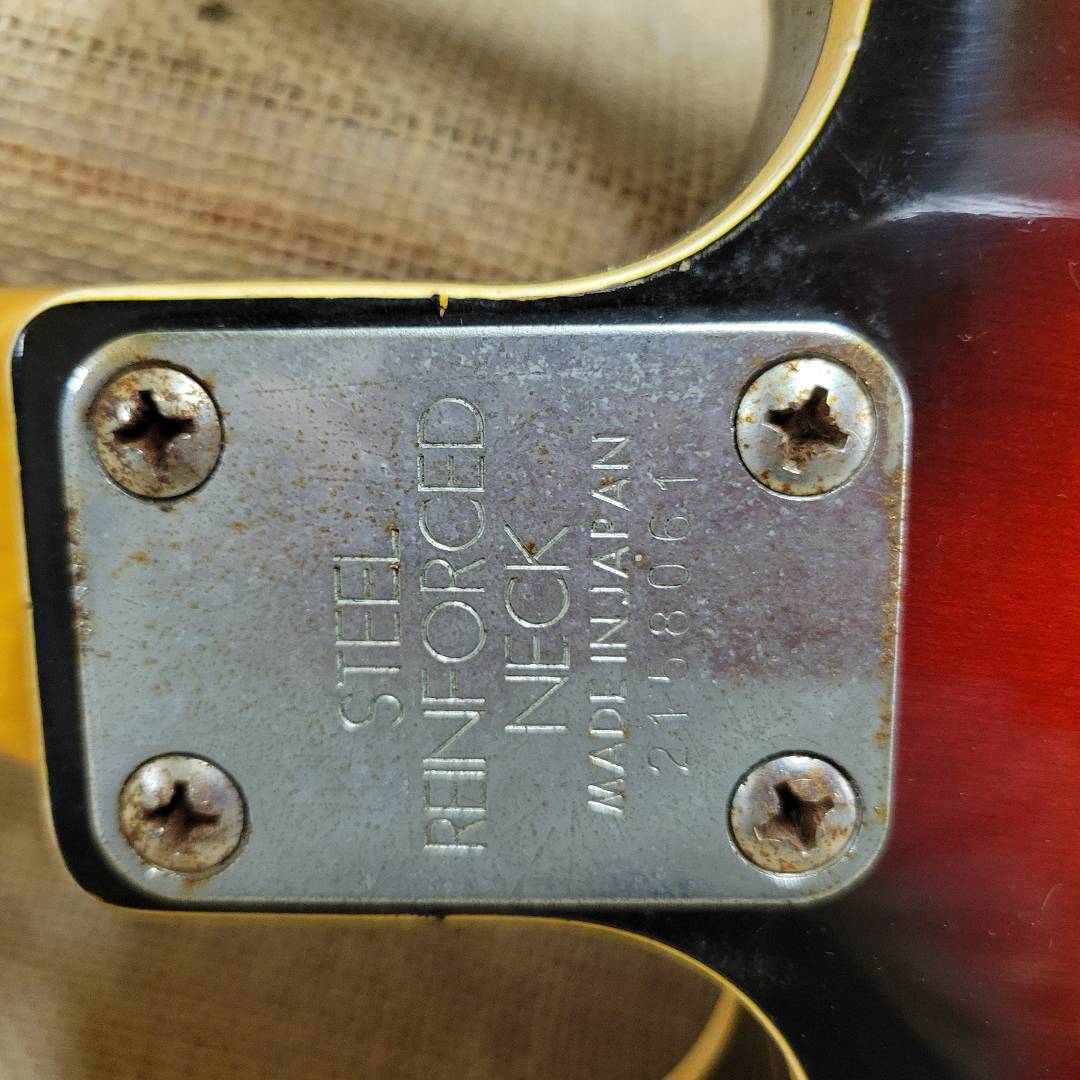 STEEL
REINFORCED
NECK
MADE IN JAPAN
2158061